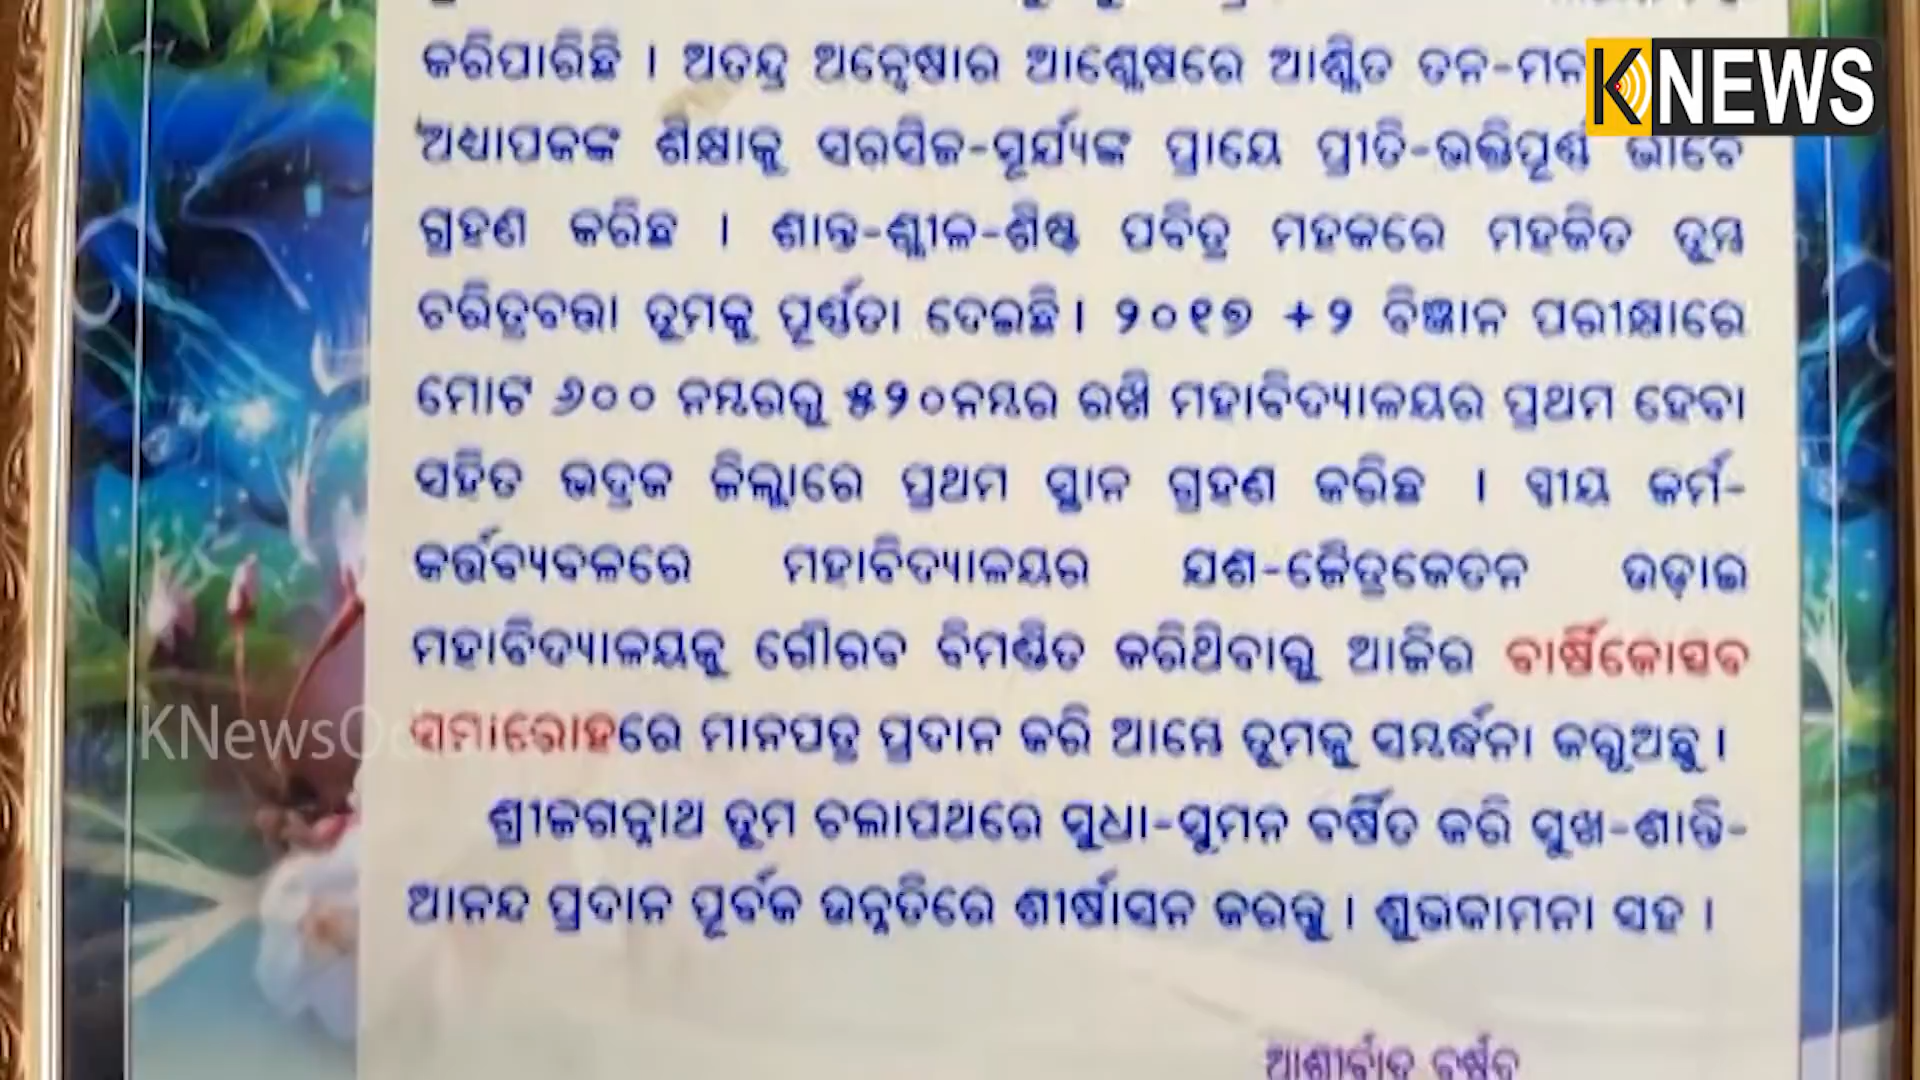 କରିପାରିଛି । ଅତନ୍ଦ୍ର ଅନ୍ଵେଷାର ଆଶ୍ଳେଷରେ ଆଶ୍ଳିତ ତନ-ମନ
KNEWS
ଅଧ୍ୟାପକଙ୍କ ଶିକ୍ଷାକୁ ସରସିଜ-ସୂର୍ଯ୍ୟଙ୍କ ପ୍ରାୟେ ପ୍ରୀତି-ଭକ୍ତିପୂର୍ଣ୍ଣ ଭାବେ
ଗ୍ରହଣ କରିଛ । ଶାନ୍ତ-ଶ୍ଳୀଳ-ଶିଷ୍ଟ ପବିତ୍ର ମହକରେ ମହକିତ ତୁମ୍ଭ
ଚରିତ୍ରବତ୍ତା ତୁମକୁ ପୂର୍ଣ୍ଣତା ଦେଇଛି । ୨୦୧୭ +୨ ବିଜ୍ଞାନ ପରୀକ୍ଷାରେ
ମୋଟ ୬୦୦ ନମ୍ବରରୁ ୫୨୦ନମ୍ବର ରଖି ମହାବିଦ୍ୟାଳୟର ପ୍ରଥମ ହେବା
ସହିତ ଭଦ୍ରକ ଜିଲ୍ଲାରେ ପ୍ରଥମ ସ୍ଥାନ ଗ୍ରହଣ କରିଛ । ସ୍ୱୀୟ କର୍ମ-
କର୍ତ୍ତବ୍ୟବଳରେ ମହାବିଦ୍ୟାଳୟର ଯଶ-ଜୈତ୍ରକେତନ ଉଡ଼ାଇ
ମହାବିଦ୍ୟାଳୟକୁ ଗୌରବ ବିମଣ୍ଡିତ କରିଥିବାରୁ ଆଜିର ବାର୍ଷିକୋତ୍ସବ
ସମାରୋହରେ ମାନପତ୍ର ପ୍ରଦାନ କରି ଆମ୍ଭେ ତୁମକୁ ସମ୍ବର୍ଦ୍ଧନା କରୁଅଛୁ ।
KNewsO
ଶ୍ରୀଜଗନ୍ନାଥ ତୁମ ଚଲାପଥରେ ସୁଧା-ସୁମନ ବର୍ଷିତ କରି ସୁଖ-ଶାନ୍ତି-
ଆନନ୍ଦ ପ୍ରଦାନ ପୂର୍ବକ ଉନ୍ନତିରେ ଶୀର୍ଷାସନ କରନ୍ତୁ । ଶୁଭକାମନା ସହ ।
ଆଶୀର୍ବାଦ ବର୍ଷବ